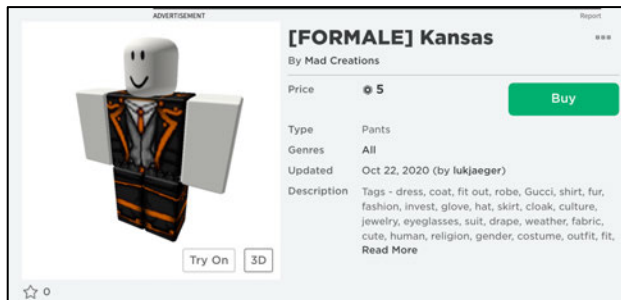 ADVERTISEMENT
Report
[FORMALE] Kansas
By Mad Creations
Price 5
Buy
Type Pants
Genres All
Updated Oct 22, 2020 (by lukjaeger)
Description Tags - dress, coat, fit out, robe, Gucci, shirt, fur,
fashion, invest, glove, hat, skirt, cloak, culture,
jewelry, eyeglasses, suit, drape, weather, fabric,
cute, human, religion, gender, costume, outfit, fit,
Read More
Try On 3D
0